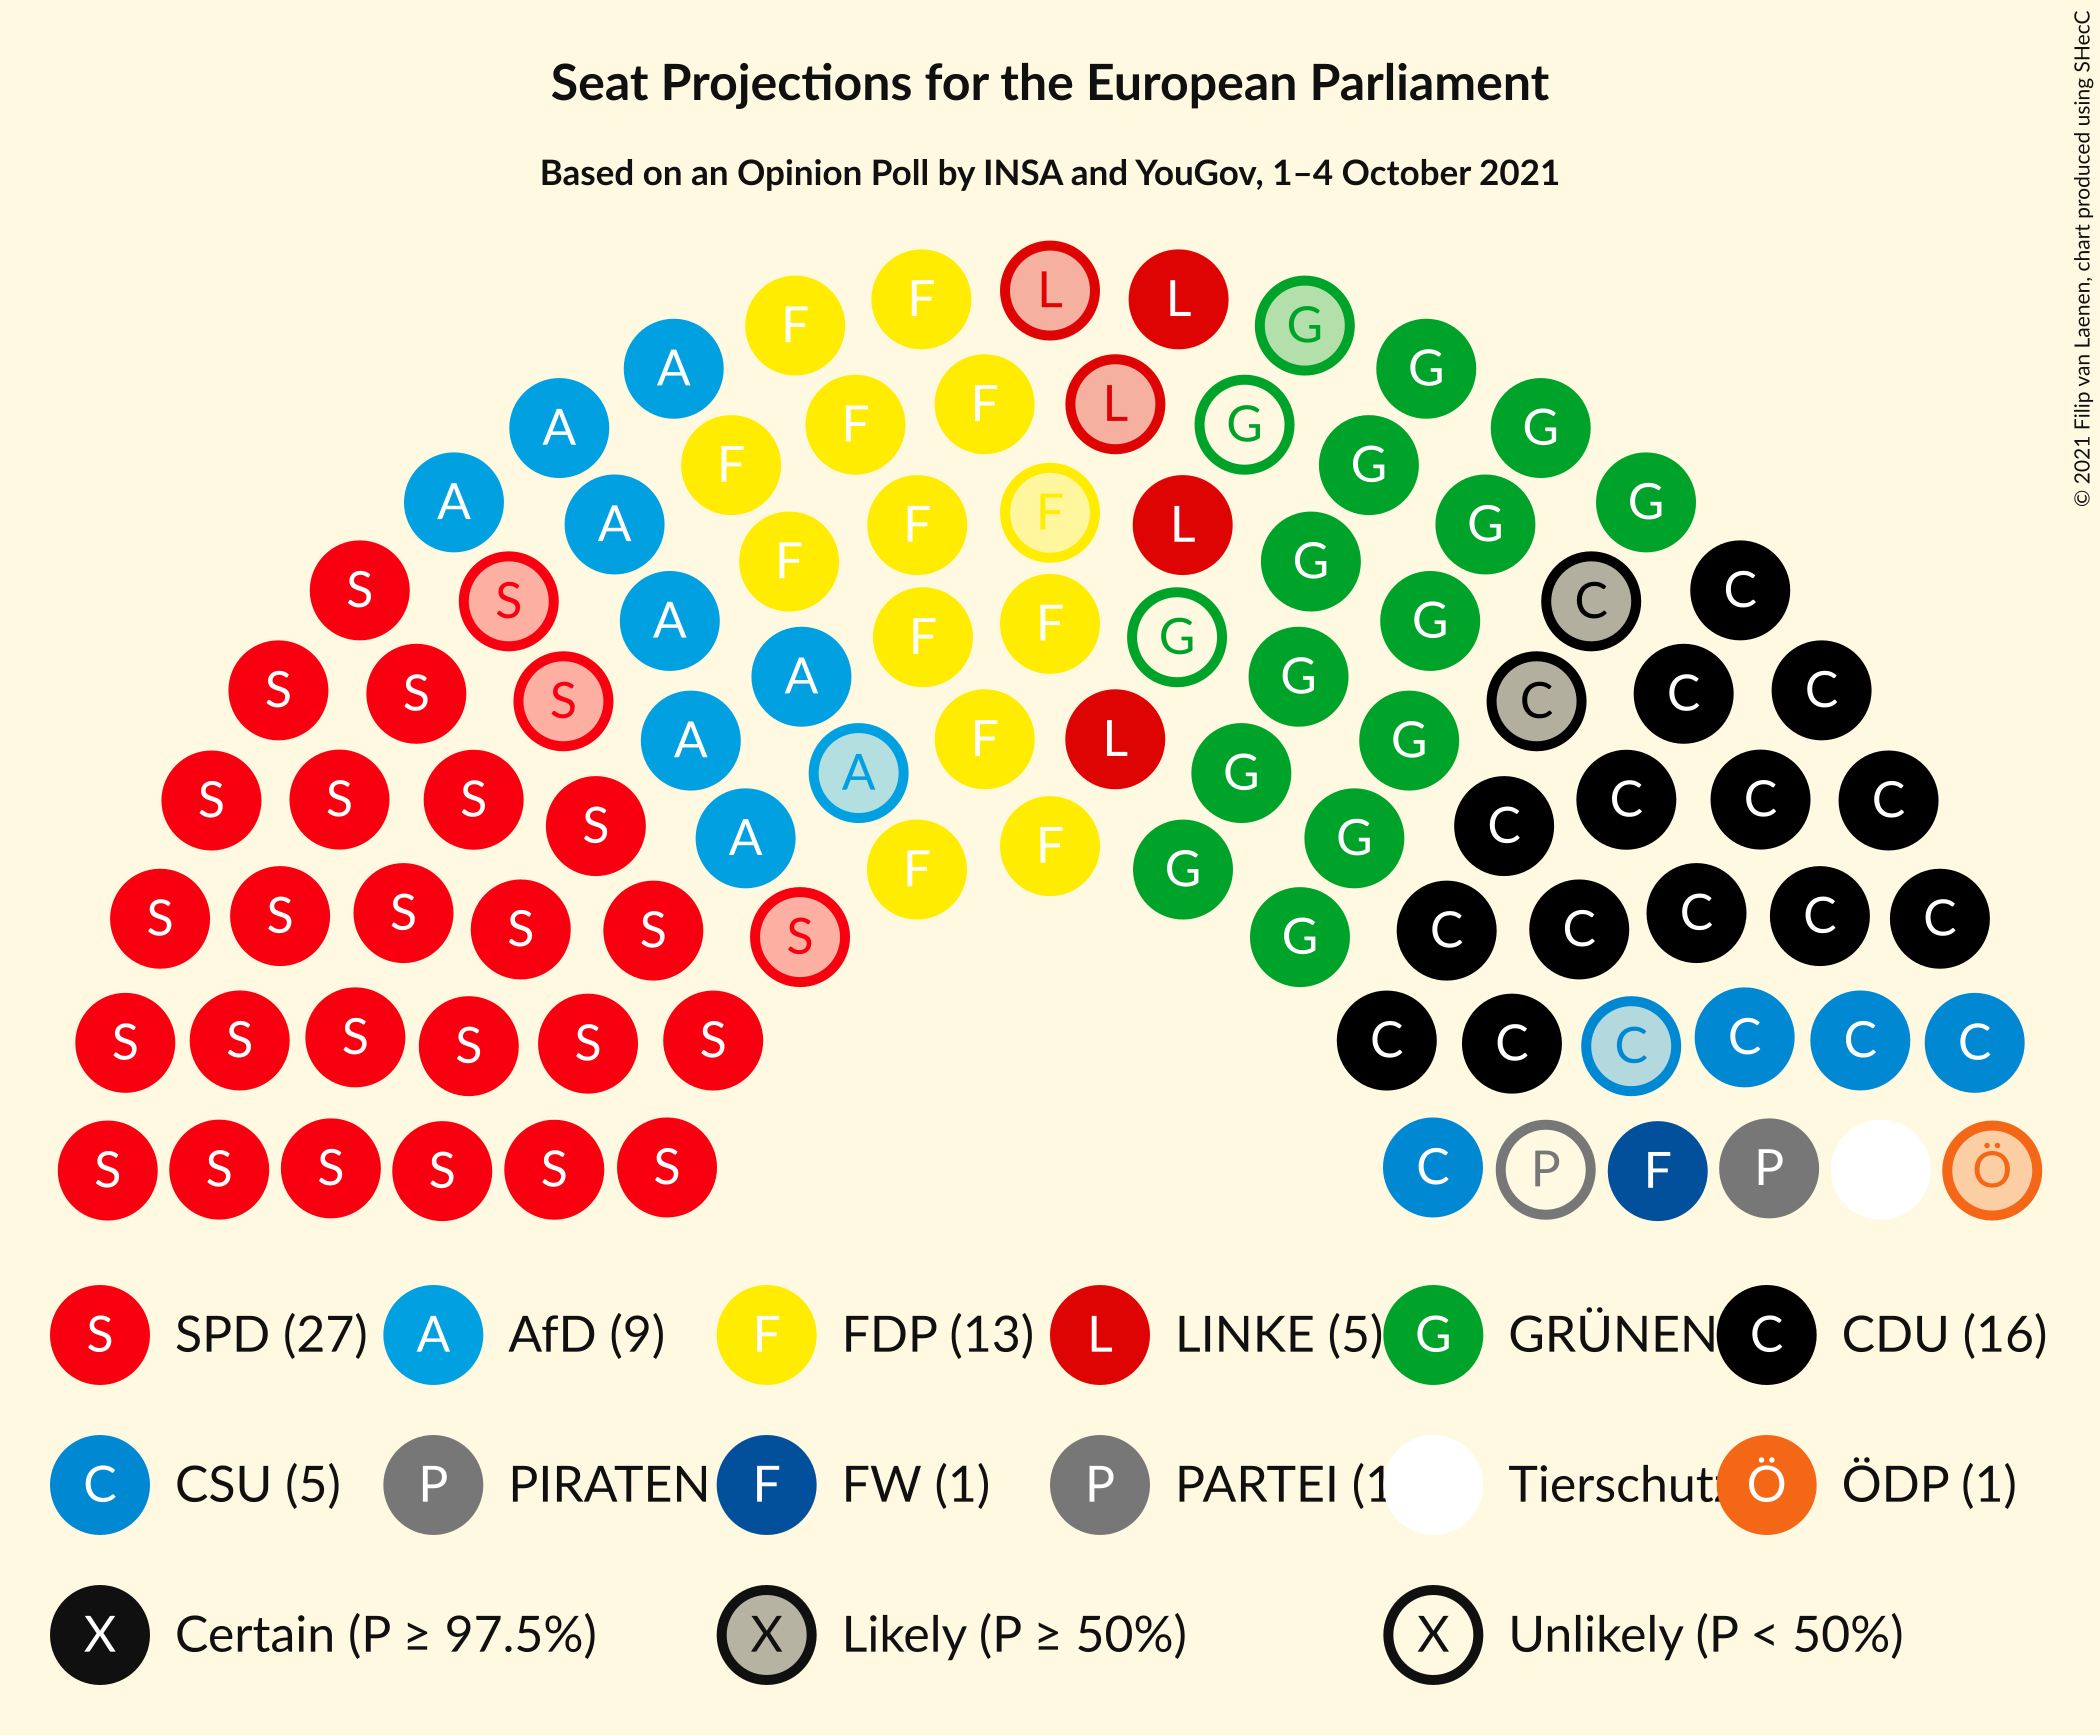 Seat Projections for the European Parliament
Based on an Opinion Poll by INSA and YouGov, 1–4 October 2021
© 2021 Filip van Laenen, chart produced using SHecC
F F L L G
A F F L G G G
A A F F F L G G G
A A F F G G G G
S S A A F G C C
S S S A A F L G G C C C
S S S S A F F G G C C C C
S S S S S S G C C C C C
S S S S S S C C C C C C
S S S S S S C P F P Ö
S SPD (27) A AfD (9) F FDP (13) L LINKE (5) G GRÜNEN C CDU (16)
C CSU (5) P PIRATEN F FW (1) P PARTEI (1 Tierschutz Ö ÖDP (1)
X Certain (P ≥ 97.5%) X Likely (P ≥ 50%) X Unlikely (P < 50%)